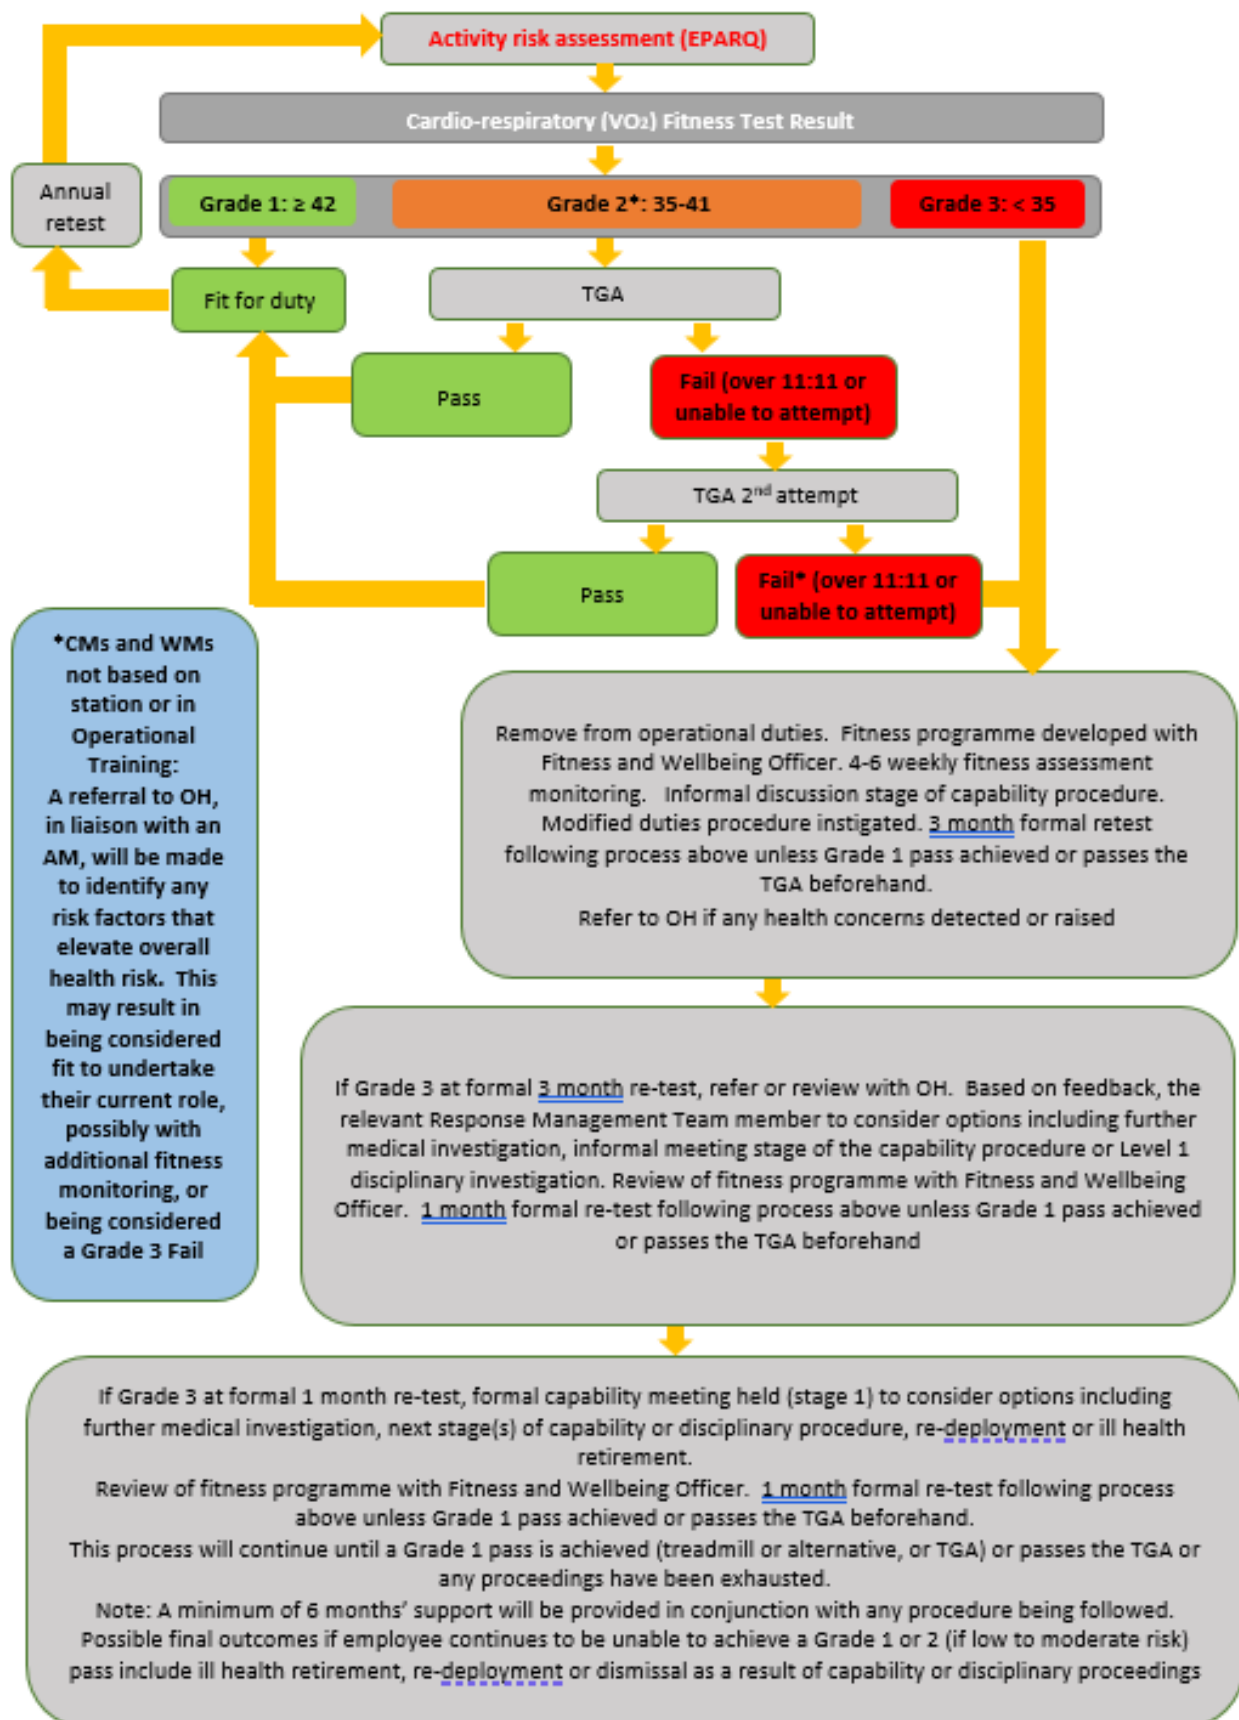 Activity risk assessment (EPARQ)
Cardio-respiratory (VO₂) Fitness Test Result
Annual
retest
Grade 1: ≥ 42
Grade 2*: 35-41
Grade 3: < 35
Fit for duty
TGA
Pass
Fail (over 11:11 or
unable to attempt)
TGA 2nd attempt
Pass
Fail* (over 11:11 or
unable to attempt)
*CMs and WMs
not based on
station or in
Operational
Training:
A referral to OH,
in liaison with an
AM, will be made
to identify any
risk factors that
elevate overall
health risk. This
may result in
being considered
fit to undertake
their current role,
possibly with
additional fitness
monitoring, or
being considered
a Grade 3 Fail
Remove from operational duties. Fitness programme developed with
Fitness and Wellbeing Officer. 4-6 weekly fitness assessment
monitoring. Informal discussion stage of capability procedure.
Modified duties procedure instigated. 3 month formal retest
following process above unless Grade 1 pass achieved or passes the
TGA beforehand.
Refer to OH if any health concerns detected or raised
If Grade 3 at formal 3 month re-test, refer or review with OH. Based on feedback, the
relevant Response Management Team member to consider options including further
medical investigation, informal meeting stage of the capability procedure or Level 1
disciplinary investigation. Review of fitness programme with Fitness and Wellbeing
Officer. 1 month formal re-test following process above unless Grade 1 pass achieved
or passes the TGA beforehand
If Grade 3 at formal 1 month re-test, formal capability meeting held (stage 1) to consider options including
further medical investigation, next stage(s) of capability or disciplinary procedure, re-deployment or ill health
retirement.
Review of fitness programme with Fitness and Wellbeing Officer. 1 month formal re-test following process
above unless Grade 1 pass achieved or passes the TGA beforehand.
This process will continue until a Grade 1 pass is achieved (treadmill or alternative, or TGA) or passes the TGA or
any proceedings have been exhausted.
Note: A minimum of 6 months’ support will be provided in conjunction with any procedure being followed.
Possible final outcomes if employee continues to be unable to achieve a Grade 1 or 2 (if low to moderate risk)
pass include ill health retirement, re-deployment or dismissal as a result of capability or disciplinary proceedings